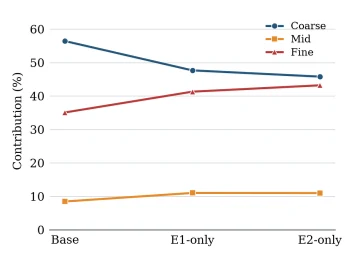 Coarse
Mid
Fine
Contribution (%)
60
50
40
30
20
10
0
Base
E1-only
E2-only